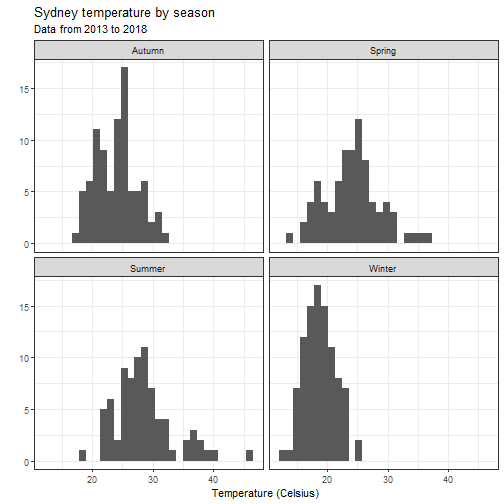 Sydney temperature by season
Data from 2013 to 2018
Autumn Spring
15
10
5
0
Summer Winter
15
10
5
0
20 30 40 20 30 40
Temperature (Celsius)